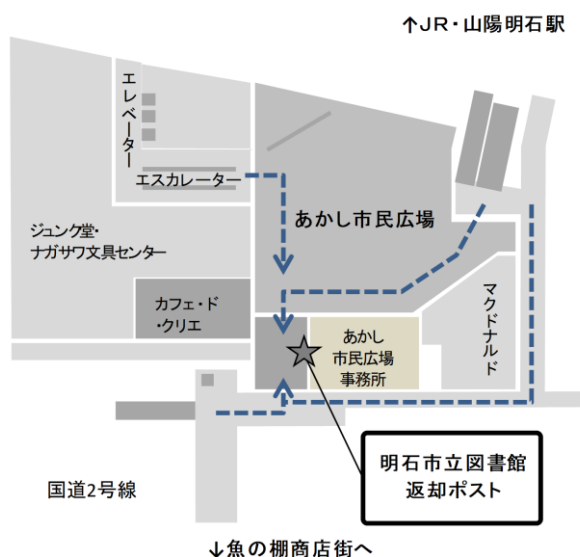 ↑JR・山陽明石駅
エレベーター
エスカレーター
あかし市民広場
ジュンク堂・
ナガサワ文具センター
カフェ・ド
・クリエ
マクドナルド
あかし
市民広場
事務所
明石市立図書館
返却ポスト
国道2号線
↓魚の棚商店街へ